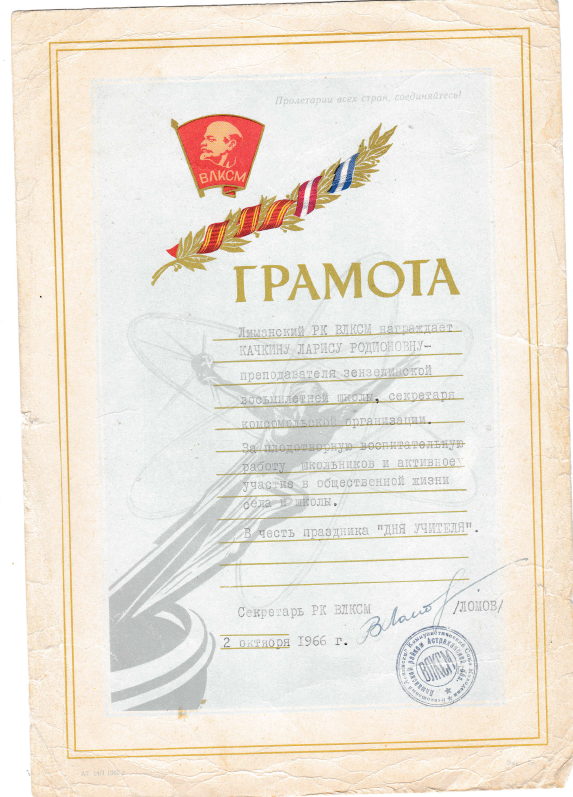 Пролетарии всех стран, соединяйтесь!
ВЛКСМ
ГРАМОТА
Лиманский РК ВЛКСМ награждает
КАЧКИНУ ЛАРИСУ РОДИОНОВНУ-
преподавателя зензелинской
восьмилетней школы, секретаря
комсомольской организации.
За плодотворную воспитательную
работу школьников и активное
участие в общественной жизни
села и школы.
В честь праздника "ДНЯ УЧИТЕЛЯ".
Секретарь РК ВЛКСМ /ЛОМОВ/
2 октября 1966 г.
ВЛКСМ